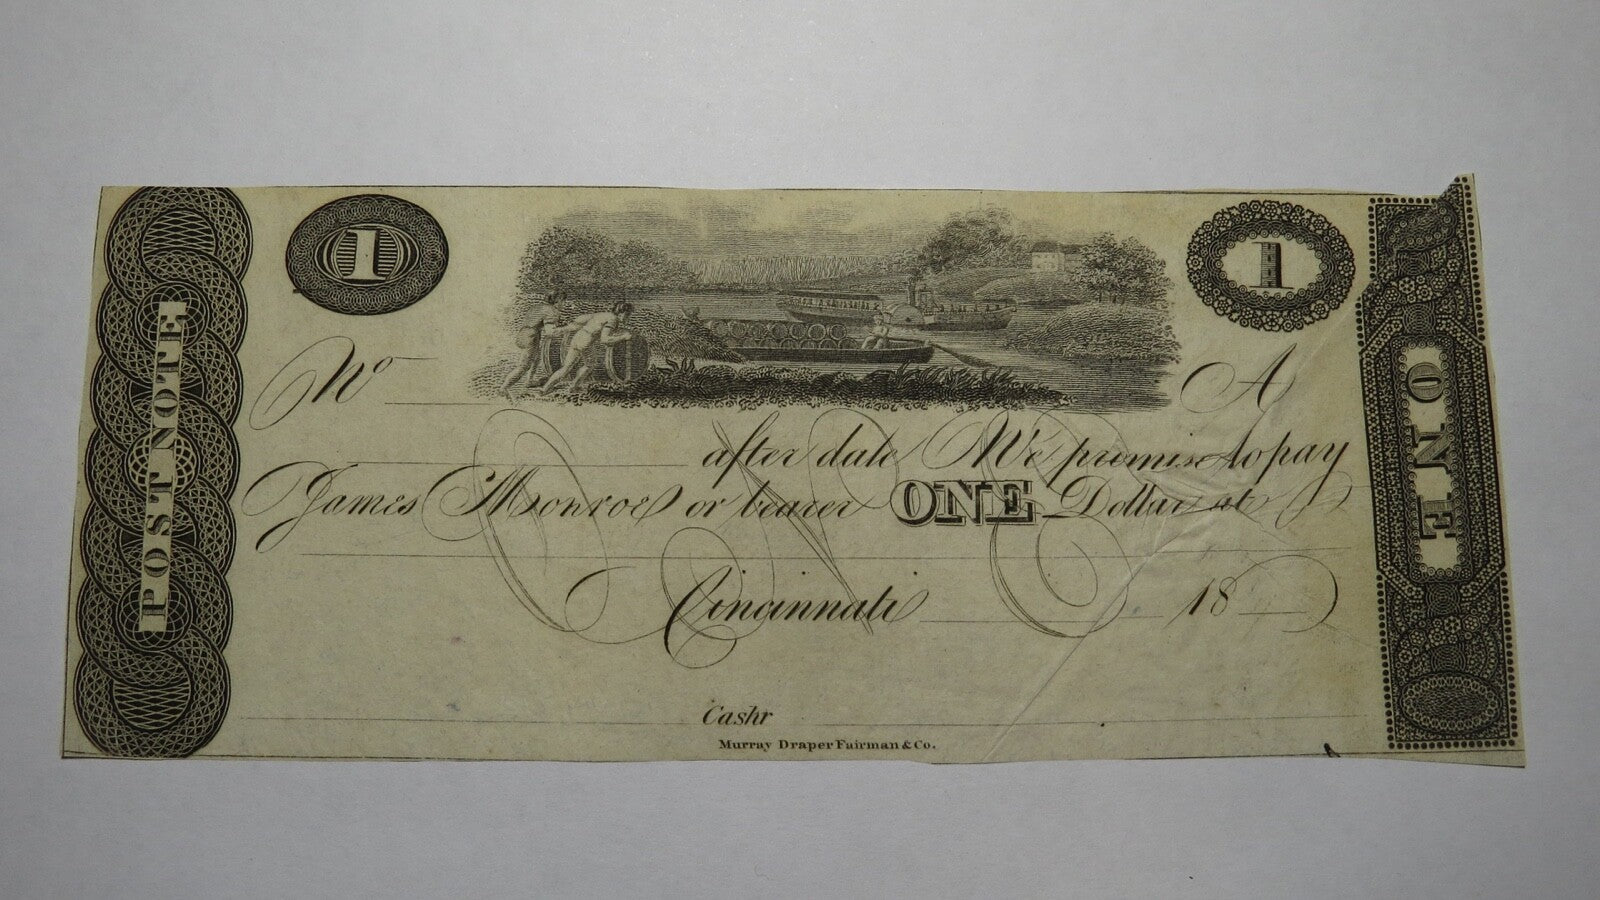 POST NOTE
1
1
ONE
No A
after date We promise to pay
James Monroe or bearer ONE Dollar at
Cincinnati 18
Cashr
Murray Draper Fairman & Co.